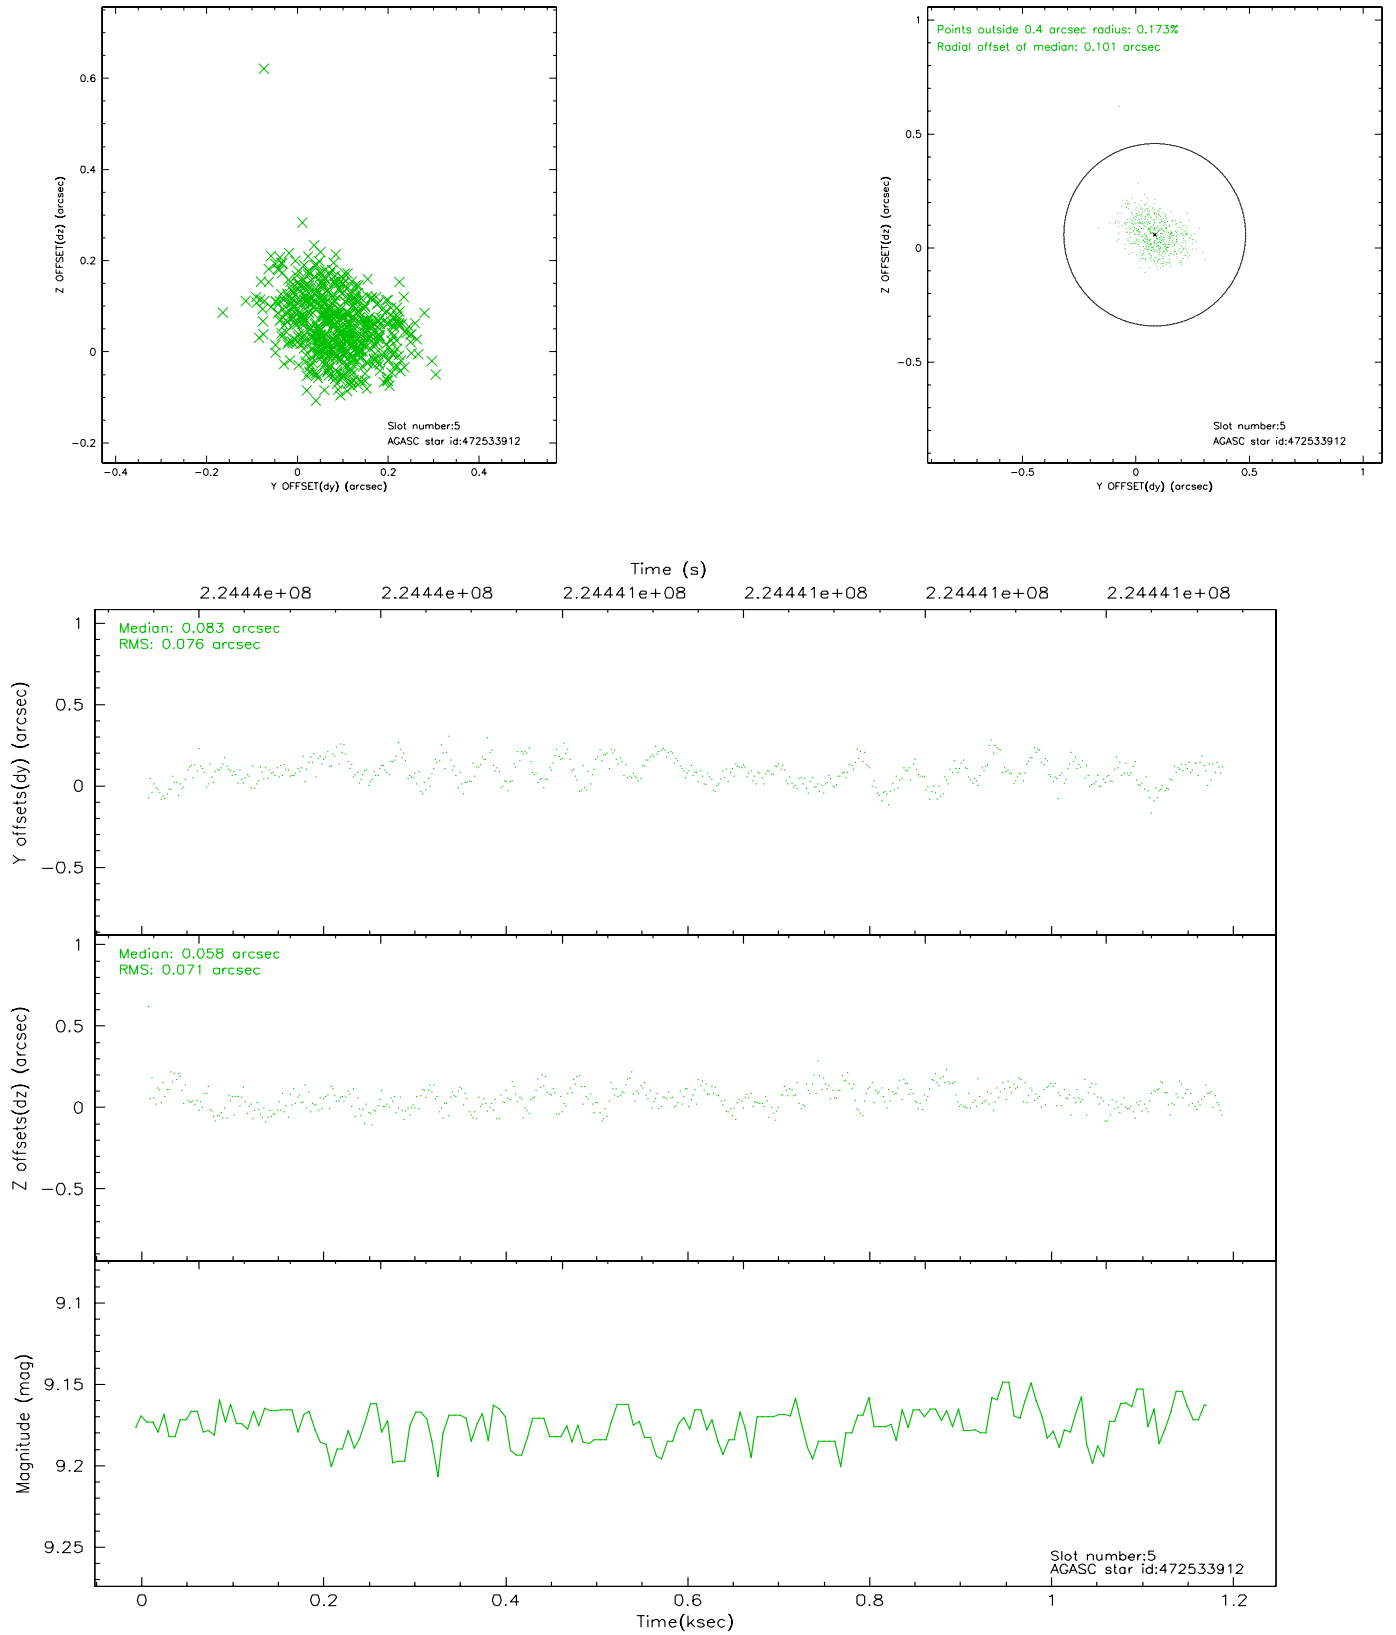 0.6
0.4
0.2
0
−0.2
Z OFFSET(dz) (arcsec)
Slot number:5
AGASC star id:472533912
−0.4 −0.2 0 0.2 0.4
Y OFFSET(dy) (arcsec)
Points outside 0.4 arcsec radius: 0.173%
Radial offset of median: 0.101 arcsec
1
0.5
0
−0.5
Z OFFSET(dz) (arcsec)
Slot number:5
AGASC star id:472533912
−0.5 0 0.5 1
Y OFFSET(dy) (arcsec)
Time (s)
2.2444e+08 2.2444e+08 2.24441e+08 2.24441e+08 2.24441e+08 2.24441e+08
Median: 0.083 arcsec
RMS: 0.076 arcsec
1
0.5
0
−0.5
Y offsets(dy) (arcsec)
Median: 0.058 arcsec
RMS: 0.071 arcsec
1
0.5
0
−0.5
Z offsets(dz) (arcsec)
9.1
9.15
9.2
9.25
Magnitude (mag)
Slot number:5
AGASC star id:472533912
0 0.2 0.4 0.6 0.8 1 1.2
Time(ksec)